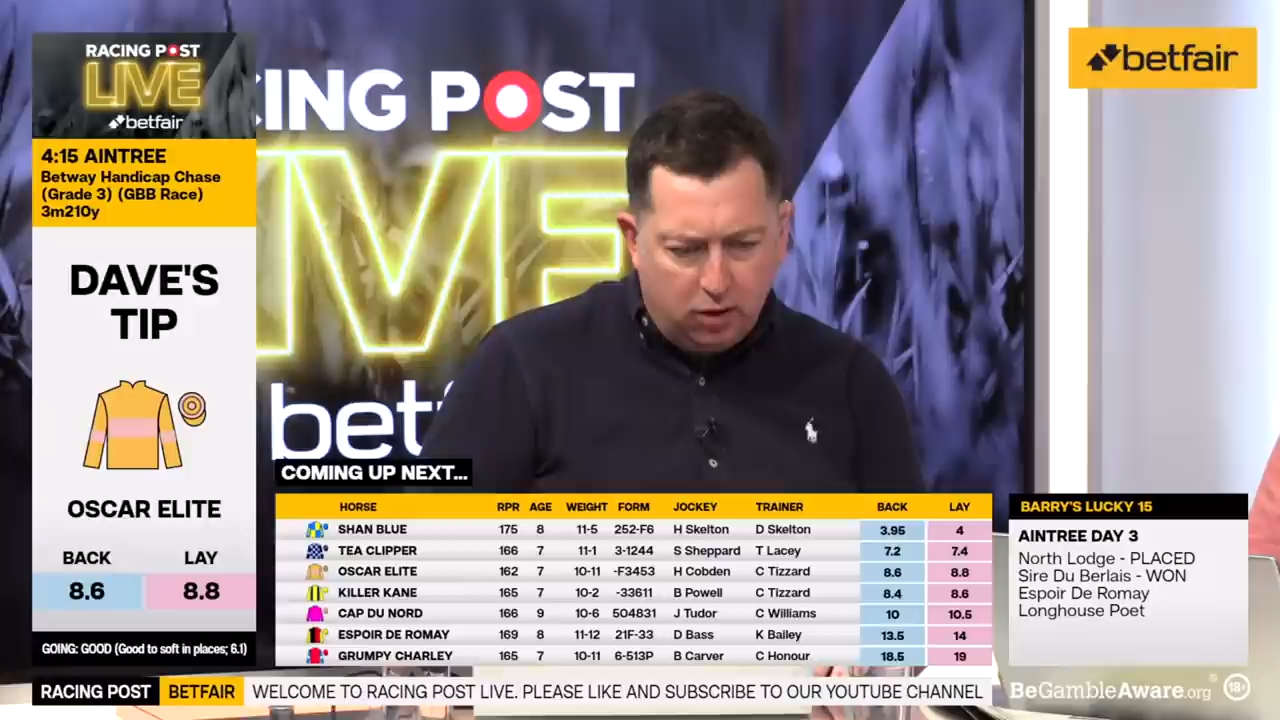 RACING POST
LIVE
betfair
4:15 AINTREE
Betway Handicap Chase
(Grade 3) (GBB Race)
3m210y
DAVE'S
TIP
OSCAR ELITE
BACK LAY
8.6 8.8
GOING: GOOD (Good to soft in places; 6.1)
CING POST
IVE
betf
betfair
COMING UP NEXT...
HORSE RPR AGE WEIGHT FORM JOCKEY TRAINER BACK LAY
SHAN BLUE 175 8 11-5 252-F6 H Skelton D Skelton 3.95 4
TEA CLIPPER 166 7 11-1 3-1244 S Sheppard T Lacey 7.2 7.4
OSCAR ELITE 162 7 10-11 -F3453 H Cobden C Tizzard 8.6 8.8
KILLER KANE 165 7 10-2 -33611 B Powell C Tizzard 8.4 8.6
CAP DU NORD 166 9 10-6 504831 J Tudor C Williams 10 10.5
ESPOIR DE ROMAY 169 8 11-12 21F-33 D Bass K Bailey 13.5 14
GRUMPY CHARLEY 165 7 10-11 6-513P B Carver C Honour 18.5 19
BARRY'S LUCKY 15
AINTREE DAY 3
North Lodge - PLACED
Sire Du Berlais - WON
Espoir De Romay
Longhouse Poet
RACING POST BETFAIR WELCOME TO RACING POST LIVE. PLEASE LIKE AND SUBSCRIBE TO OUR YOUTUBE CHANNEL
BeGambleAware.org 18+